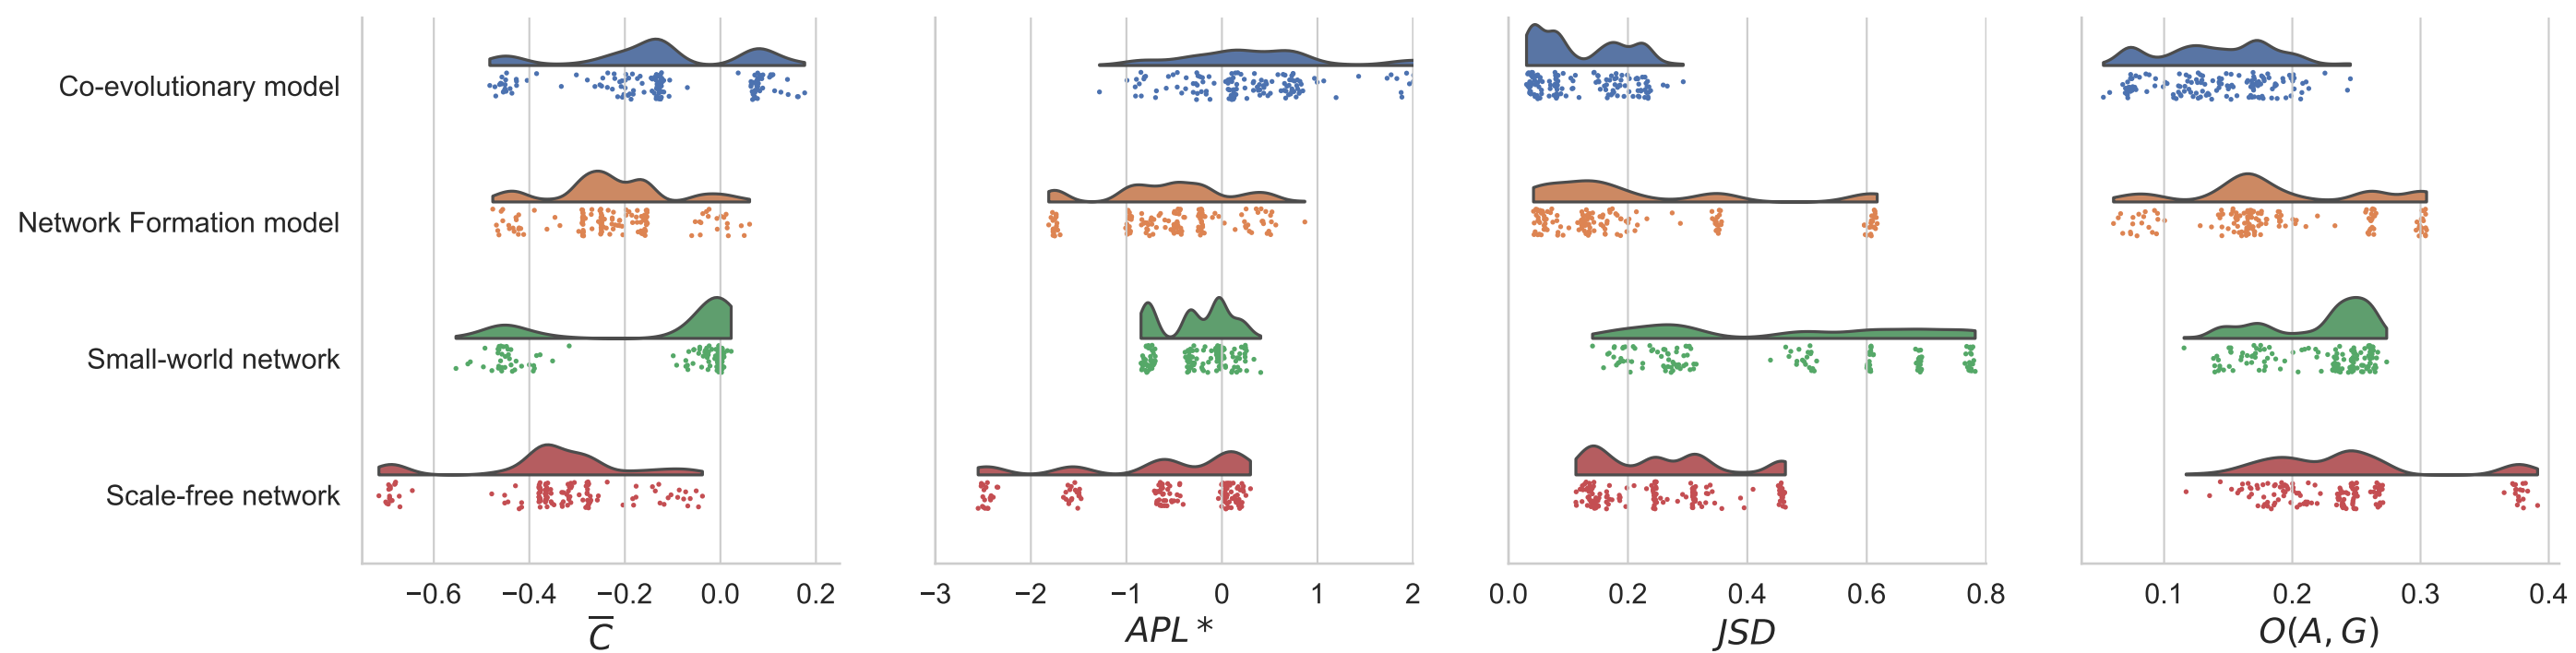 Co-evolutionary model
Network Formation model
Small-world network
Scale-free network
−0.6 −0.4 −0.2 0.0 0.2
C̅
−3 −2 −1 0 1 2
APL *
0.0 0.2 0.4 0.6 0.8
JSD
0.1 0.2 0.3 0.4
O(A, G)